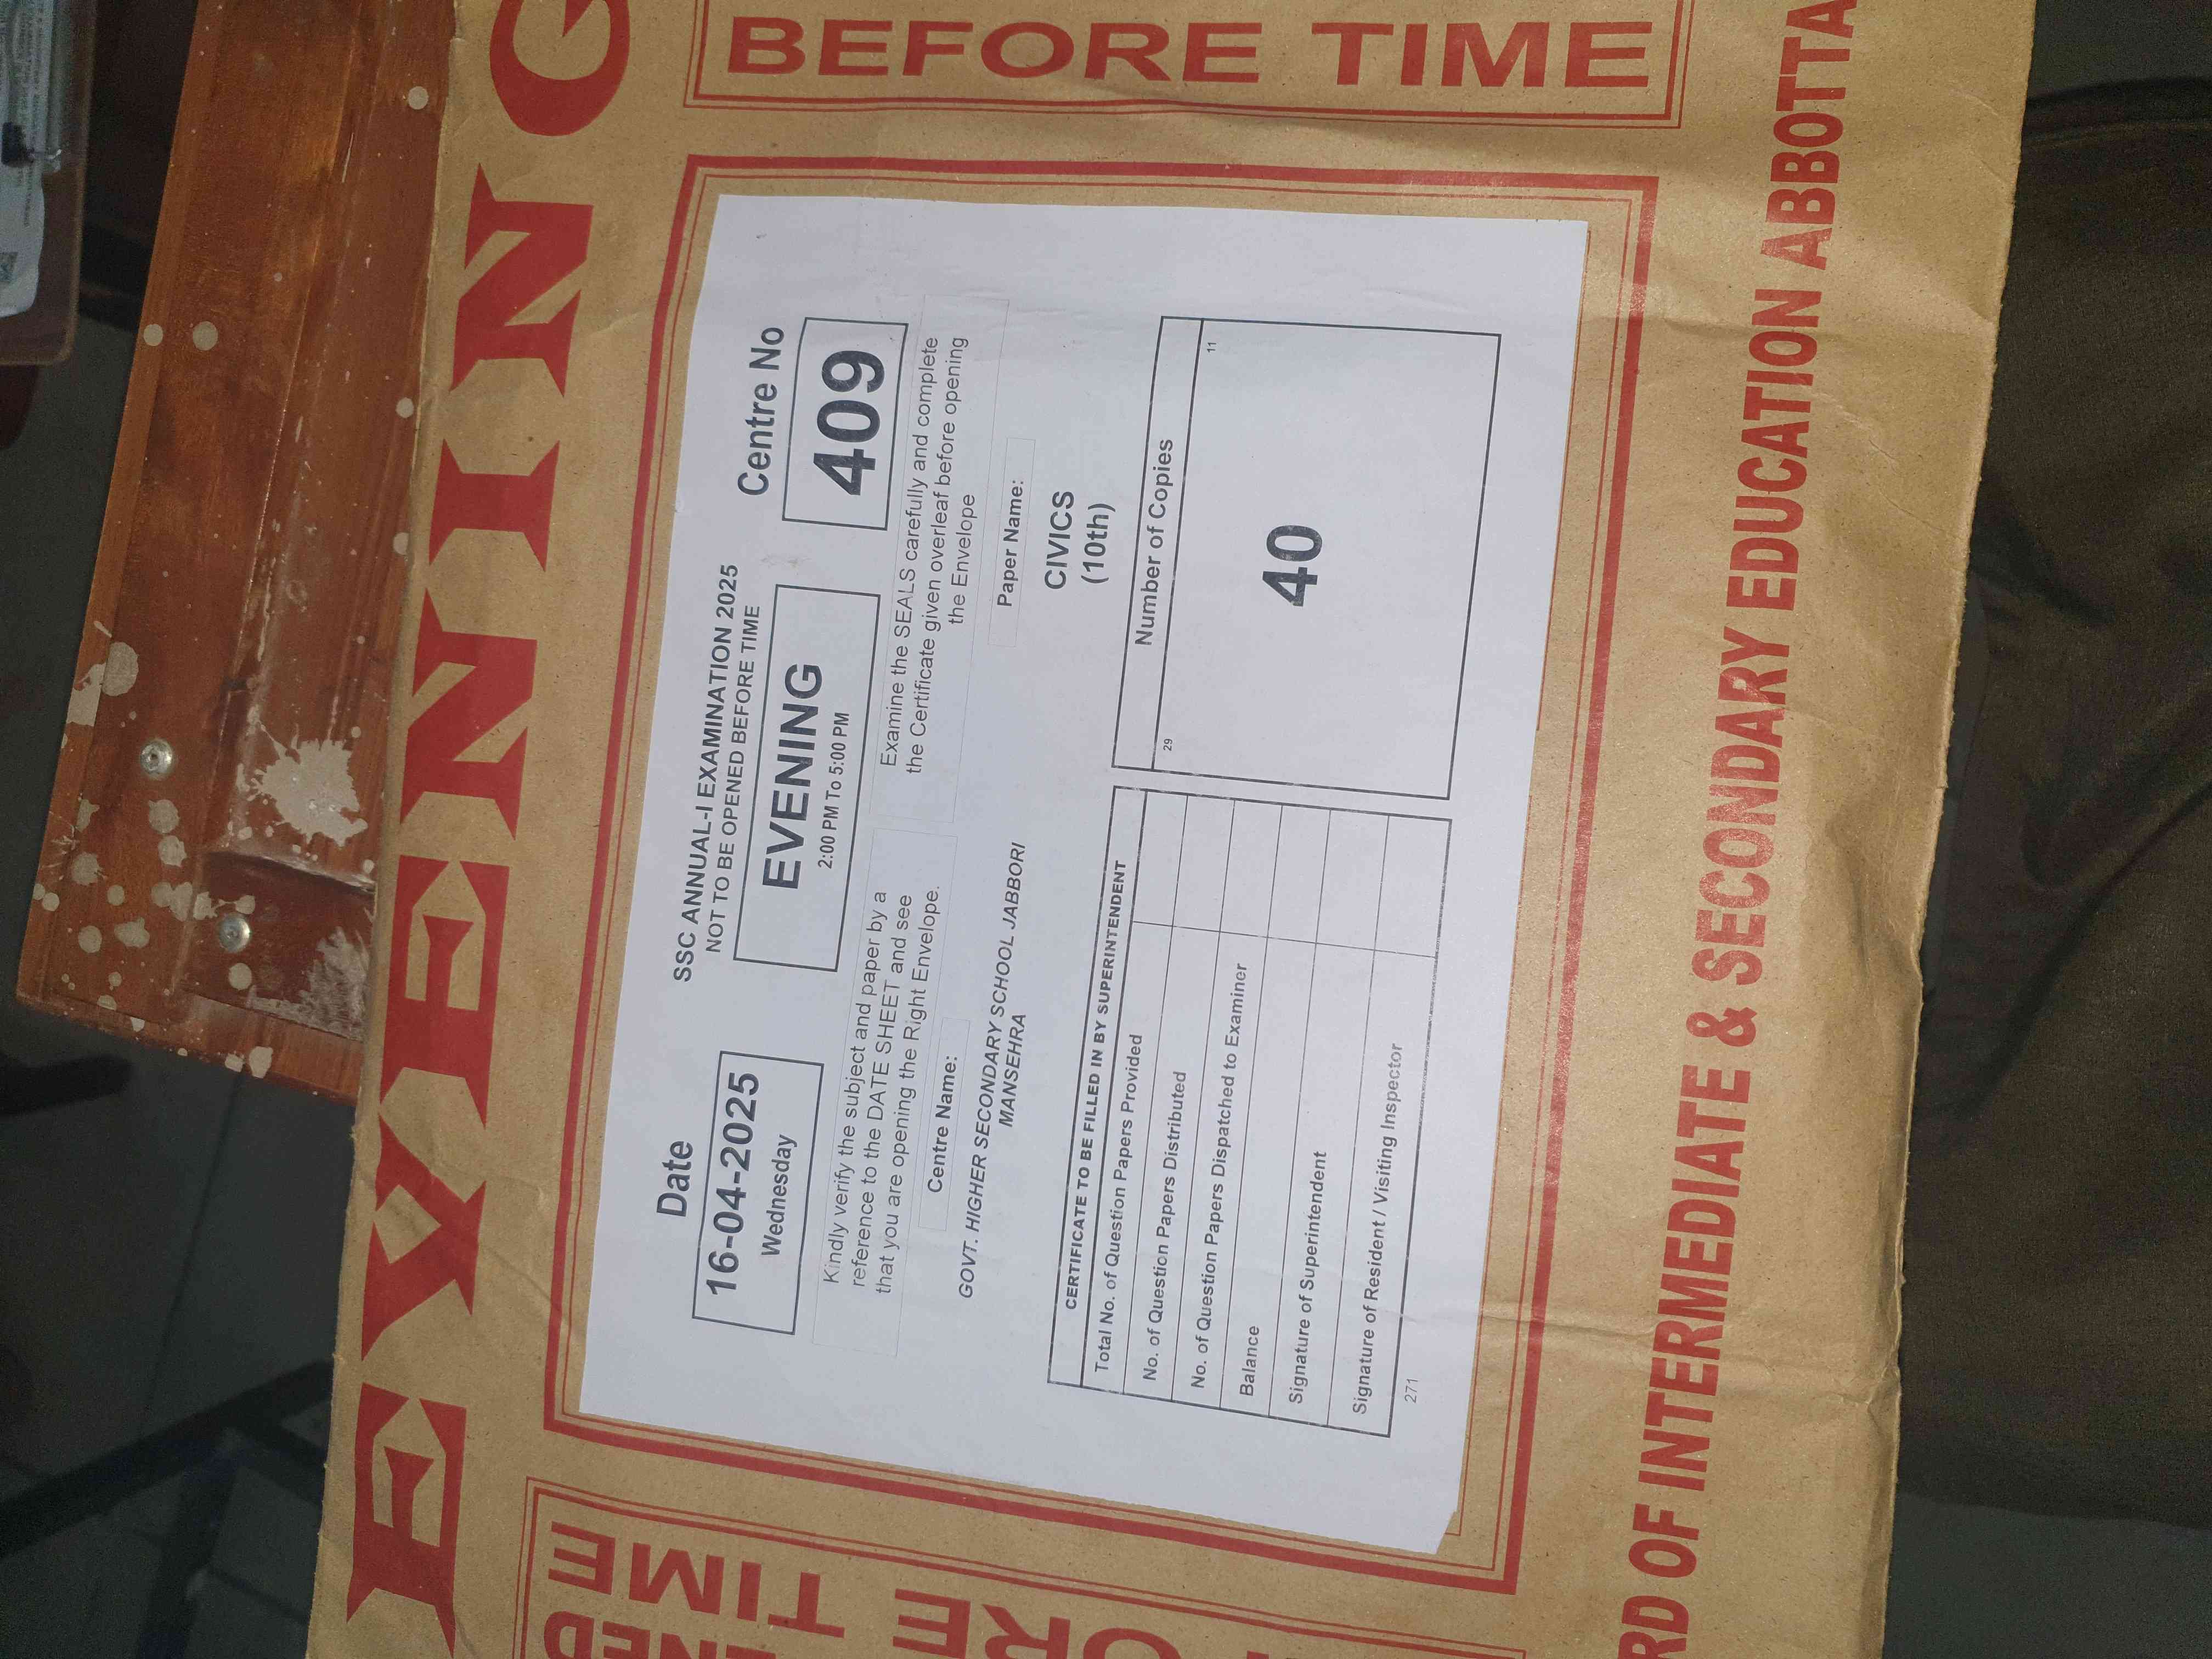 EVENING
BEFORE TIME
SSC ANNUAL-I EXAMINATION 2025
NOT TO BE OPENED BEFORE TIME
Date
16-04-2025
Wednesday
EVENING
2:00 PM To 5:00 PM
Centre No
409
Kindly verify the subject and paper by a
reference to the DATE SHEET and see
that you are opening the Right Envelope.
Examine the SEALS carefully and complete
the Certificate given overleaf before opening
the Envelope
Centre Name:
GOVT. HIGHER SECONDARY SCHOOL JABBORI
MANSEHRA
Paper Name:
CIVICS
(10th)
CERTIFICATE TO BE FILLED IN BY SUPERINTENDENT
Total No. of Question Papers Provided
No. of Question Papers Distributed
No. of Question Papers Dispatched to Examiner
Balance
Signature of Superintendent
Signature of Resident / Visiting Inspector
271
Number of Copies
29
11
40
RD OF INTERMEDIATE & SECONDARY EDUCATION ABBOTTA
TIME